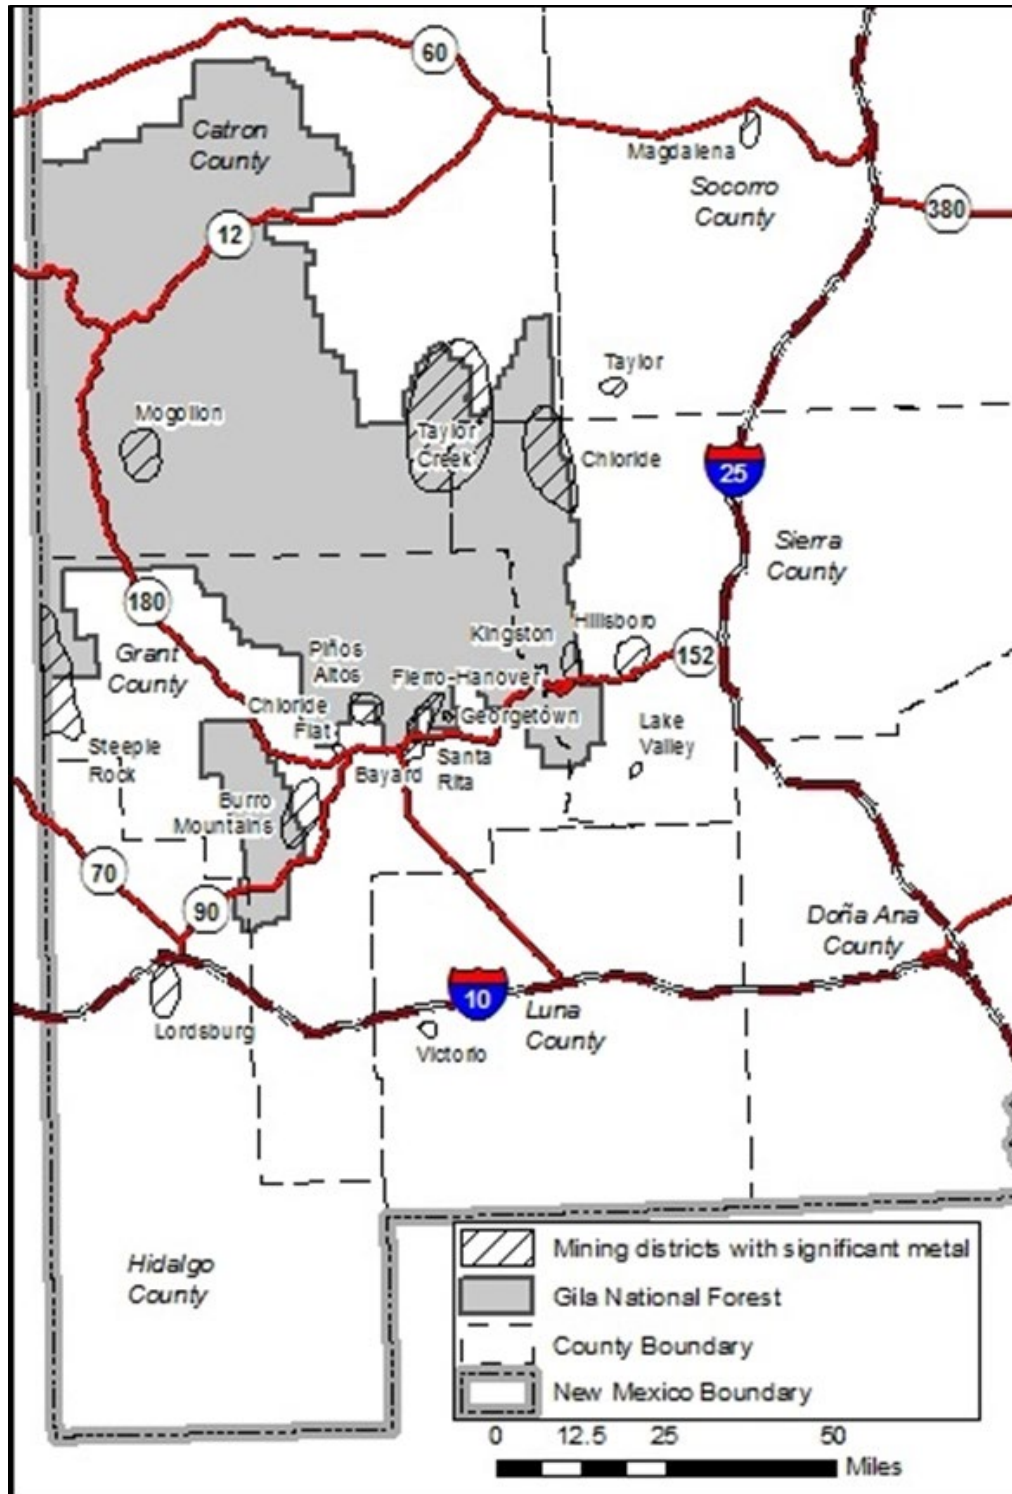 60
Catron
County
Magdalena
Socorro
County
380
12
Taylor
Mogollon
Taylor
Creek
Chloride
25
Sierra
County
180
Hillsboro
Kingston
152
Grant
County
Piños
Altos
Fierro-Hanover
Chloride
Flat
Georgetown
Lake
Valley
Steeple
Rock
Santa
Rita
Bayard
Burro
Mountains
70
90
Doña Ana
County
10
Luna
County
Lordsburg
Victorio
Hidalgo
County
Mining districts with significant metal
Gila National Forest
County Boundary
New Mexico Boundary
0 12.5 25 50
Miles